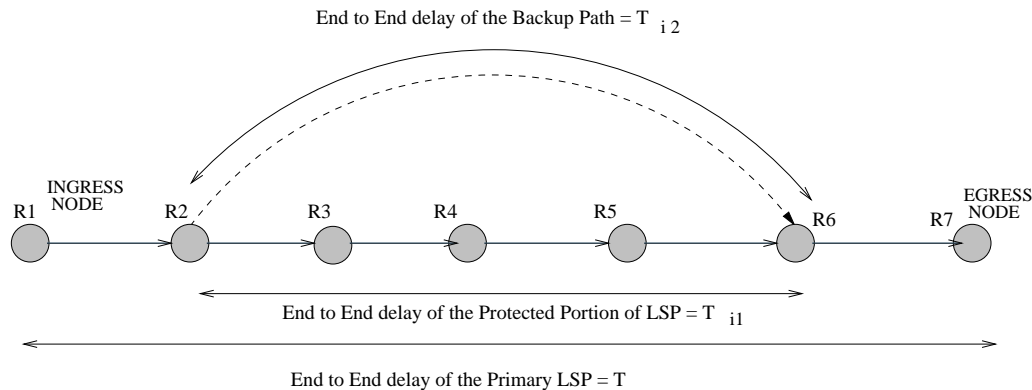 End to End delay of the Backup Path = T i 2
INGRESS
NODE
EGRESS
NODE
R1
R2
R3
R4
R5
R6
R7
End to End delay of the Protected Portion of LSP = T i1
End to End delay of the Primary LSP = T